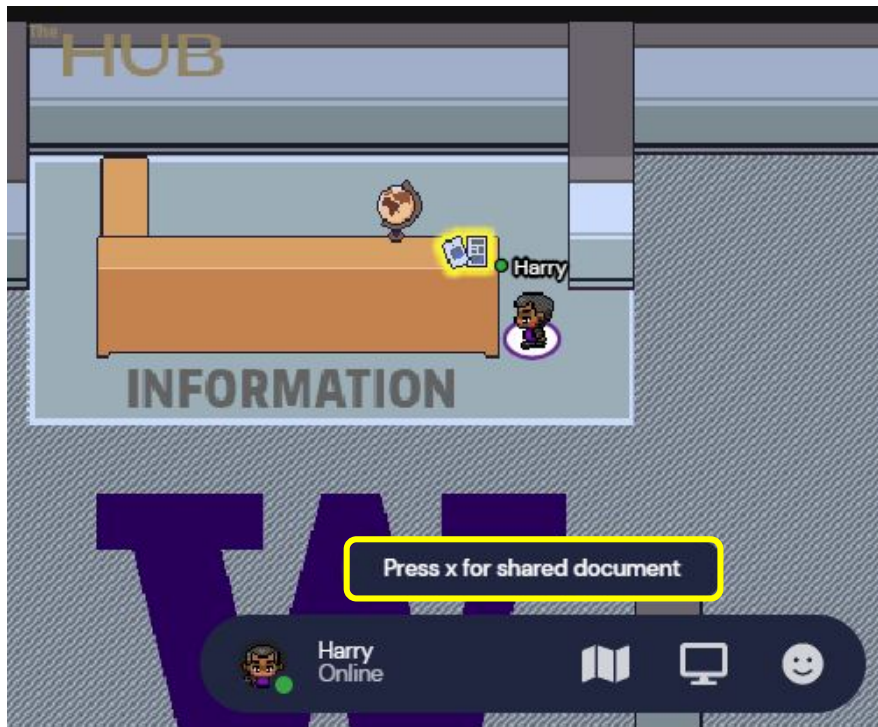 The
HUB
Harry
INFORMATION
W
Press x for shared document
Harry
Online